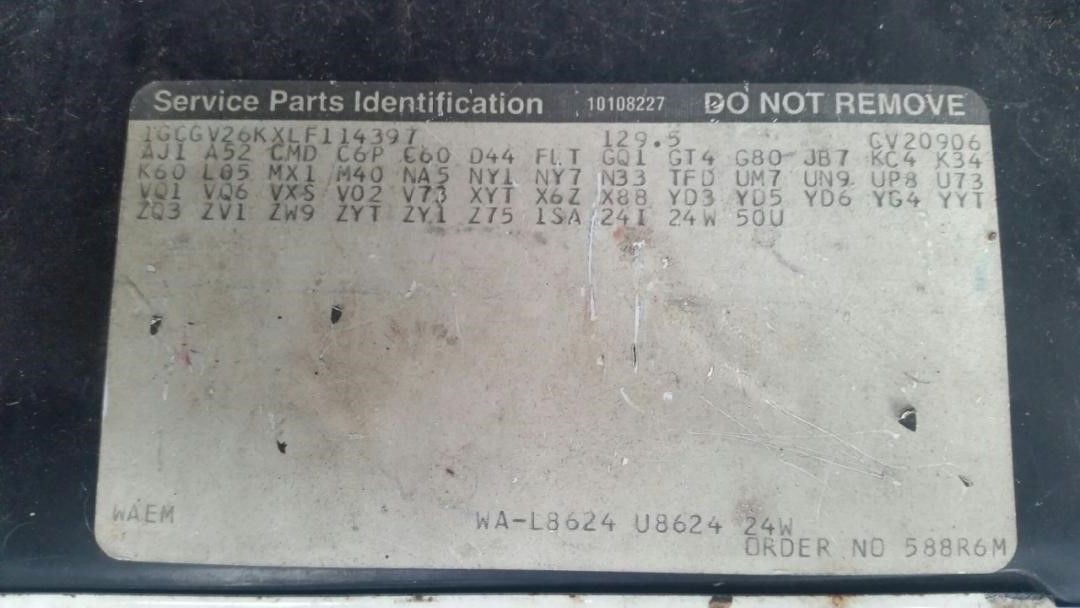 Service Parts Identification 10108227 DO NOT REMOVE
1GCGV26KXLF114397 129.5 GV20906
AJ1 A52 CMD C6P C60 D44 FLT GQ1 GT4 G80 JB7 KC4 K34
K60 L05 MX1 M40 NA5 NY1 NY7 N33 TFD UM7 UN9 UP8 U73
VQ1 VQ6 VXS V02 V73 XYT X6Z X88 YD3 YD5 YD6 YG4 YYT
ZQ3 ZV1 ZW9 ZYT ZY1 Z75 1SA 24I 24W 50U
WAEM WA-L8624 U8624 24W
ORDER NO 588R6M